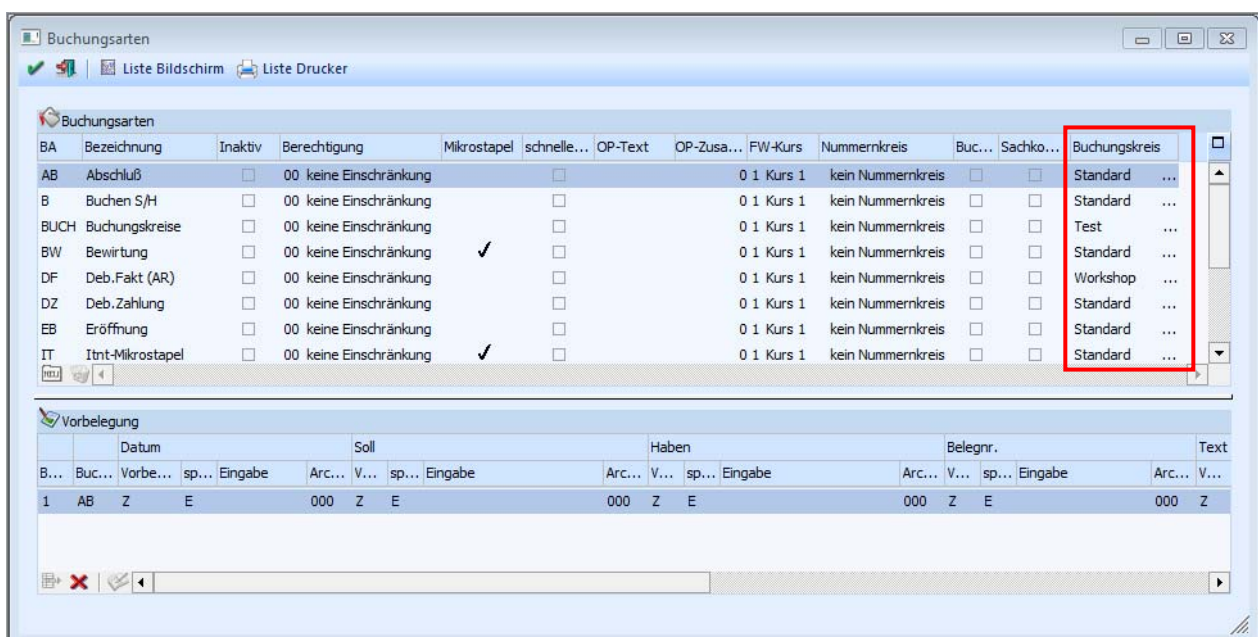 Buchungsarten
Liste Bildschirm Liste Drucker
Buchungsarten
BA Bezeichnung Inaktiv Berechtigung Mikrostapel schnelle... OP-Text OP-Zusa... FW-Kurs Nummernkreis Buc... Sachko... Buchungskreis
AB Abschluß 00 keine Einschränkung 0 1 Kurs 1 kein Nummernkreis Standard ...
B Buchen S/H 00 keine Einschränkung 0 1 Kurs 1 kein Nummernkreis Standard ...
BUCH Buchungskreise 00 keine Einschränkung 0 1 Kurs 1 kein Nummernkreis Test ...
BW Bewirtung 00 keine Einschränkung 0 1 Kurs 1 kein Nummernkreis Standard ...
DF Deb.Fakt (AR) 00 keine Einschränkung 0 1 Kurs 1 kein Nummernkreis Workshop ...
DZ Deb.Zahlung 00 keine Einschränkung 0 1 Kurs 1 kein Nummernkreis Standard ...
EB Eröffnung 00 keine Einschränkung 0 1 Kurs 1 kein Nummernkreis Standard ...
IT Itnt-Mikrostapel 00 keine Einschränkung 0 1 Kurs 1 kein Nummernkreis Standard ...
NEU
Vorbelegung
Datum Soll Haben Belegnr. Text
B... Buc... Vorbe... sp... Eingabe Arc... V... sp... Eingabe Arc... V... sp... Eingabe Arc... V... sp... Eingabe Arc... V...
1 AB Z E 000 Z E 000 Z E 000 Z E 000 Z